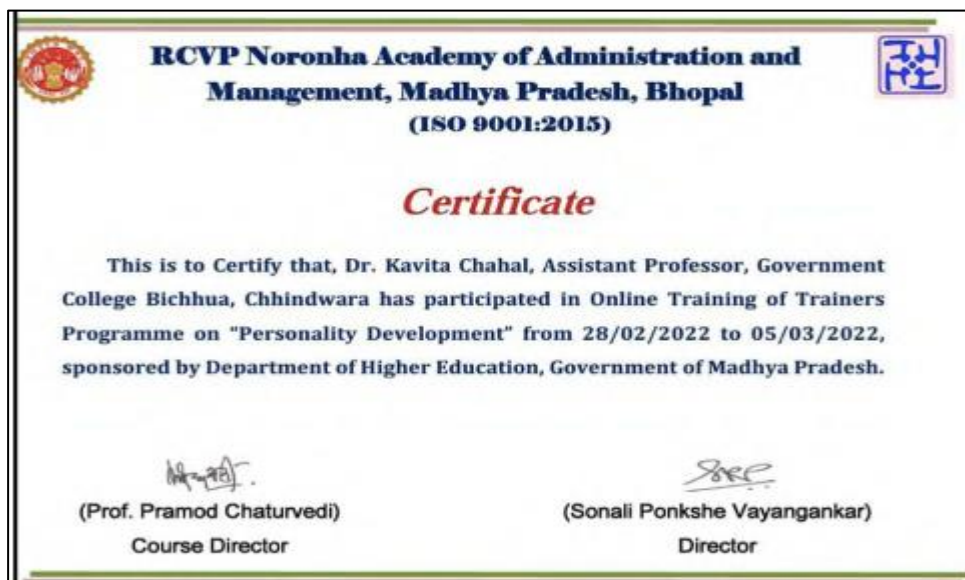 RCVP Noronha Academy of Administration and
Management, Madhya Pradesh, Bhopal
(ISO 9001:2015)
Certificate
This is to Certify that, Dr. Kavita Chahal, Assistant Professor, Government
College Bichhua, Chhindwara has participated in Online Training of Trainers
Programme on "Personality Development" from 28/02/2022 to 05/03/2022,
sponsored by Department of Higher Education, Government of Madhya Pradesh.
(Prof. Pramod Chaturvedi)
Course Director
(Sonali Ponkshe Vayangankar)
Director